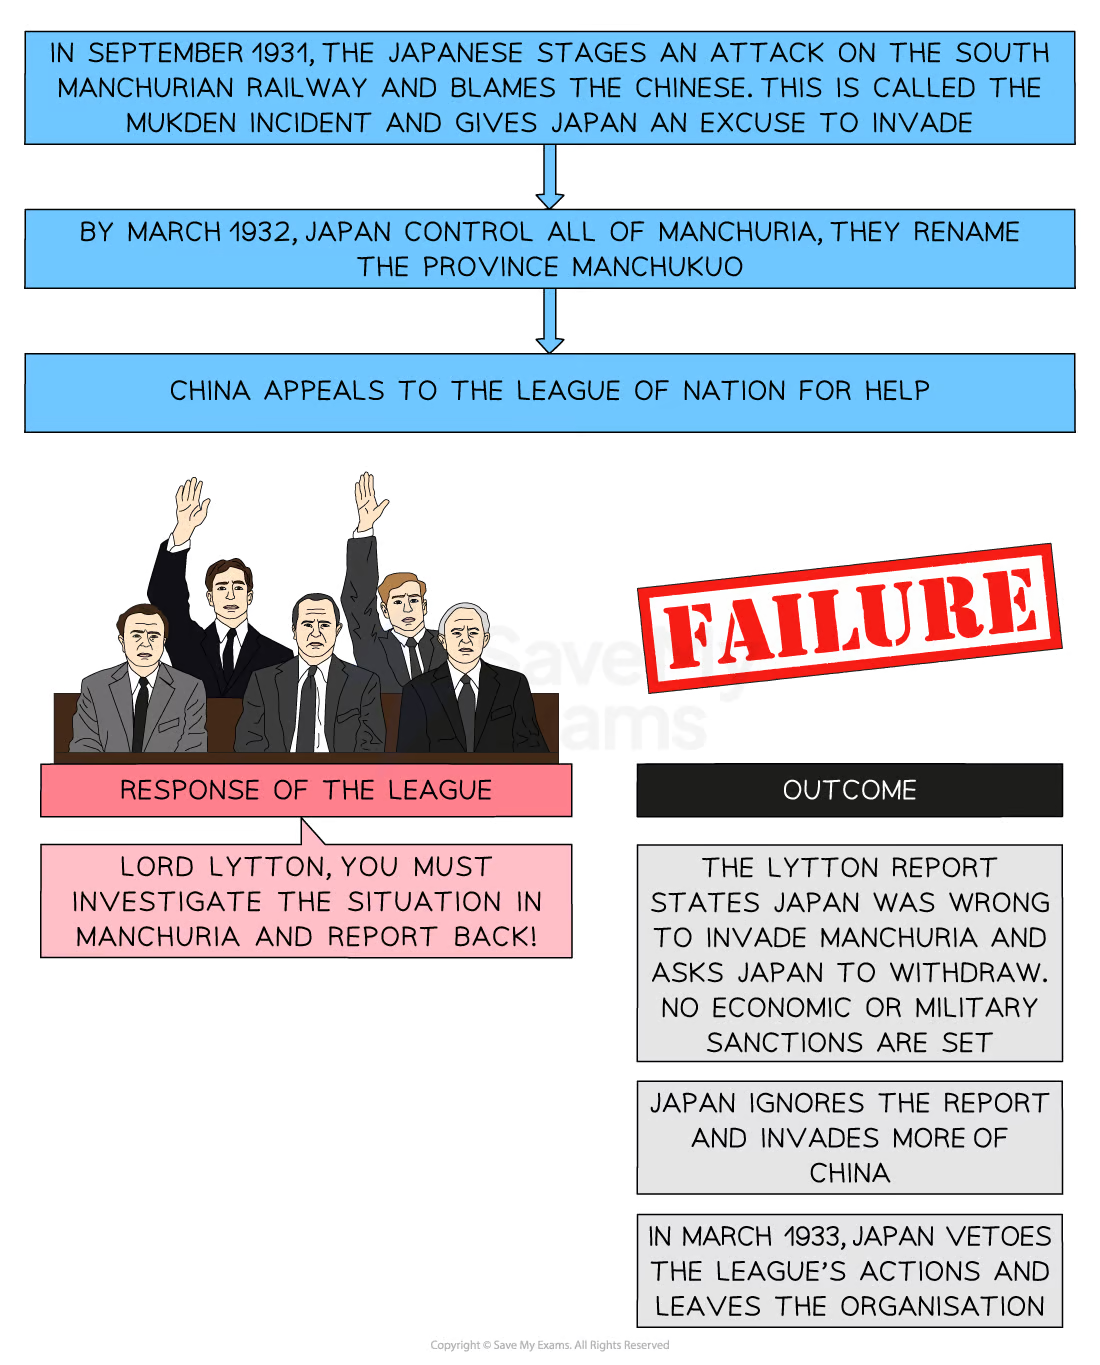 IN SEPTEMBER 1931, THE JAPANESE STAGES AN ATTACK ON THE SOUTH
MANCHURIAN RAILWAY AND BLAMES THE CHINESE. THIS IS CALLED THE
MUKDEN INCIDENT AND GIVES JAPAN AN EXCUSE TO INVADE
BY MARCH 1932, JAPAN CONTROL ALL OF MANCHURIA, THEY RENAME
THE PROVINCE MANCHUKUO
CHINA APPEALS TO THE LEAGUE OF NATION FOR HELP
FAILURE
SaveMy
Exams
RESPONSE OF THE LEAGUE
LORD LYTTON, YOU MUST
INVESTIGATE THE SITUATION IN
MANCHURIA AND REPORT BACK!
OUTCOME
THE LYTTON REPORT
STATES JAPAN WAS WRONG
TO INVADE MANCHURIA AND
ASKS JAPAN TO WITHDRAW.
NO ECONOMIC OR MILITARY
SANCTIONS ARE SET
JAPAN IGNORES THE REPORT
AND INVADES MORE OF
CHINA
IN MARCH 1933, JAPAN VETOES
THE LEAGUE'S ACTIONS AND
LEAVES THE ORGANISATION
Copyright © Save My Exams. All Rights Reserved